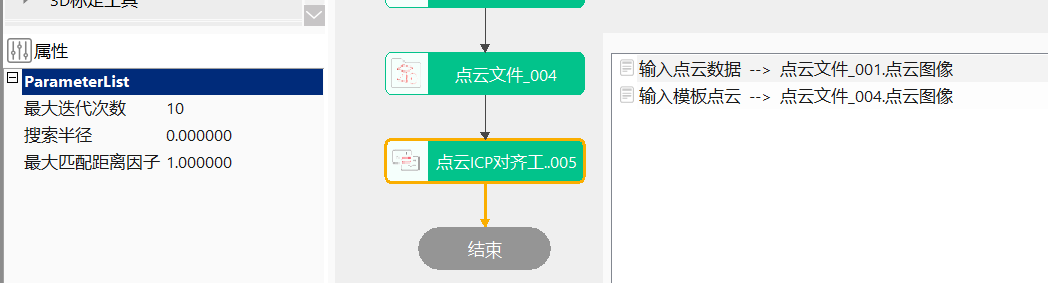 3D标定工具
属性
ParameterList
最大迭代次数 10
搜索半径 0.000000
最大匹配距离因子 1.000000
点云文件_004
点云ICP对齐工..005
结束
输入点云数据 --> 点云文件_001.点云图像
输入模板点云 --> 点云文件_004.点云图像